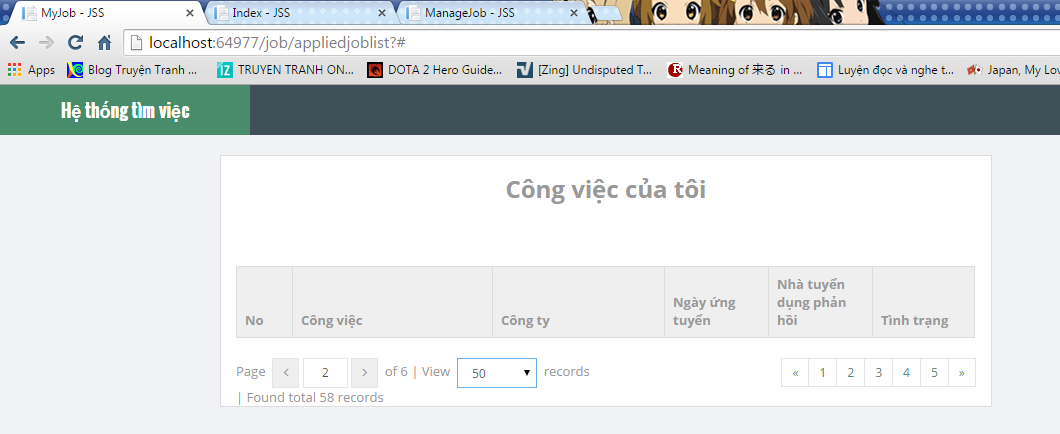 MyJob - JSS
Index - JSS
ManageJob - JSS
localhost:64977/job/appliedjoblist?#
Apps
Blog Truyện Tranh ...
TRUYEN TRANH ON...
DOTA 2 Hero Guide...
[Zing] Undisputed T...
Meaning of 来る in ...
Luyện đọc và nghe t...
Japan, My Lov
Hệ thống tìm việc
Công việc của tôi
No
Công việc
Công ty
Ngày ứng
tuyển
Nhà tuyển
dụng phản
hồi
Tình trạng
Page < 2 > of 6 | View 50 ▼ records
« 1 2 3 4 5 »
| Found total 58 records